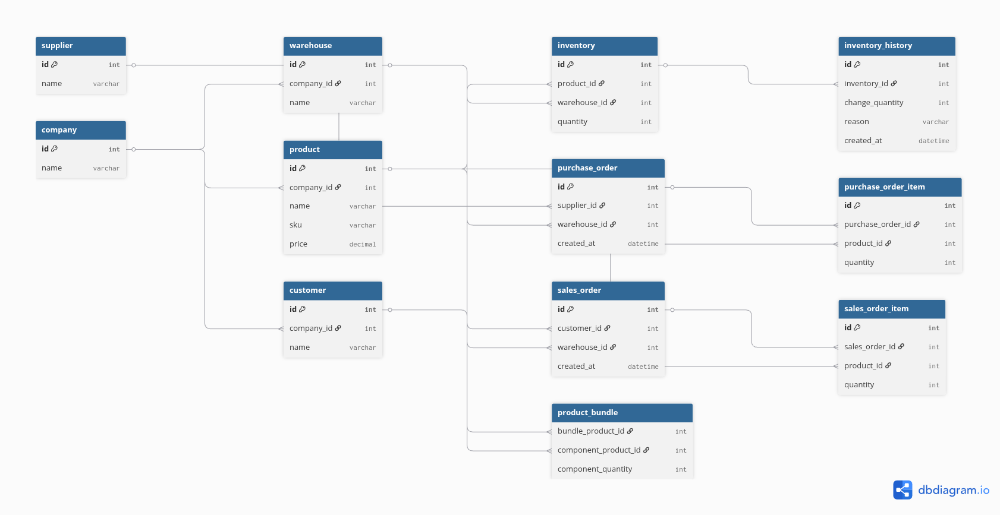 supplier
id int
name varchar
company
id int
name varchar
warehouse
id int
company_id int
name varchar
product
id int
company_id int
name varchar
sku varchar
price decimal
customer
id int
company_id int
name varchar
inventory
id int
product_id int
warehouse_id int
quantity int
purchase_order
id int
supplier_id int
warehouse_id int
created_at datetime
sales_order
id int
customer_id int
warehouse_id int
created_at datetime
product_bundle
bundle_product_id int
component_product_id int
component_quantity int
inventory_history
id int
inventory_id int
change_quantity int
reason varchar
created_at datetime
purchase_order_item
id int
purchase_order_id int
product_id int
quantity int
sales_order_item
id int
sales_order_id int
product_id int
quantity int
dbdiagram.io